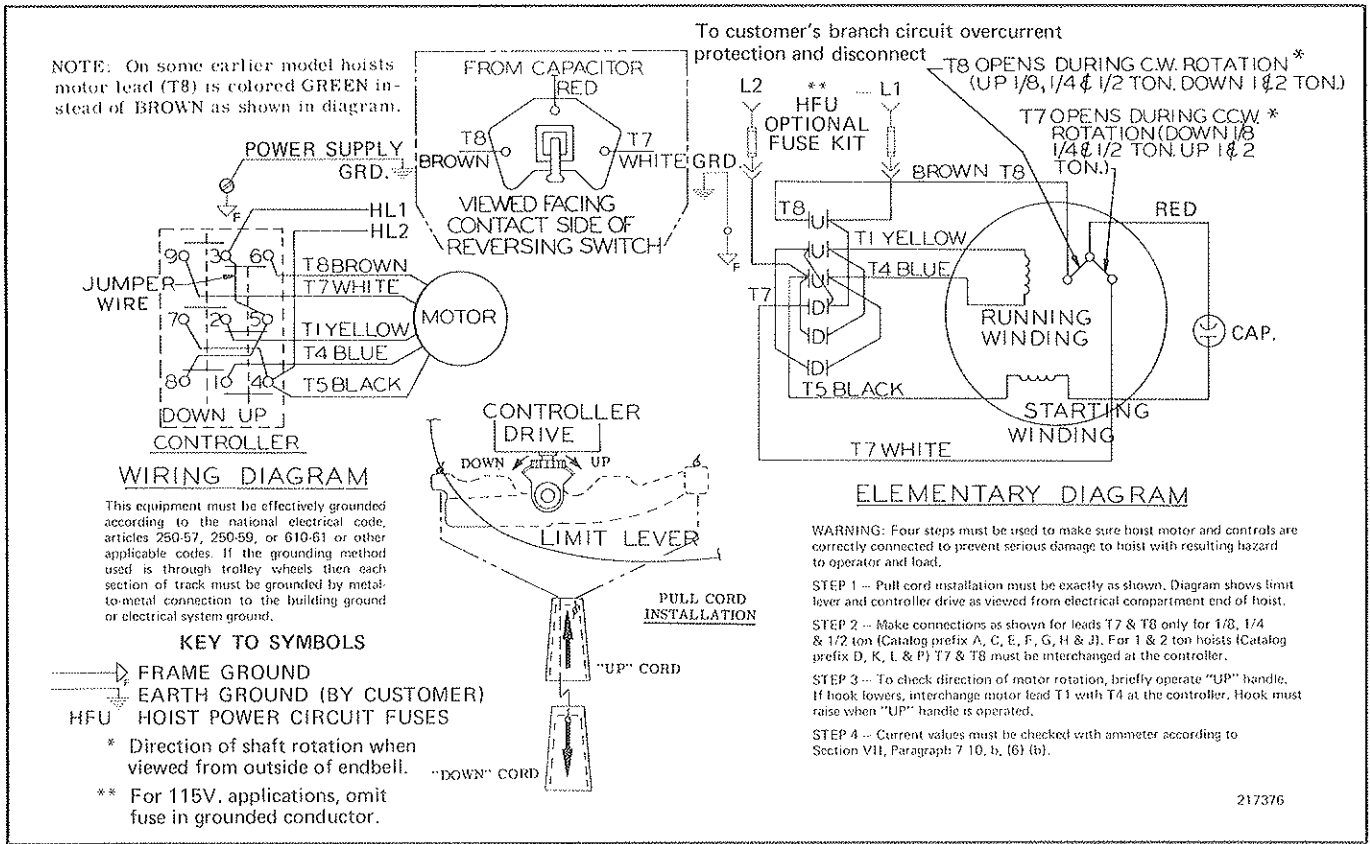 NOTE: On some earlier model hoists
motor lead (T8) is colored GREEN in-
stead of BROWN as shown in diagram.
POWER SUPPLY
GRD.
F
HL1
HL2
9
3
6
JUMPER
WIRE
7
2
5
8
1
4
DOWN UP
CONTROLLER
T8 BROWN
T7 WHITE
T1 YELLOW
T4 BLUE
T5 BLACK
MOTOR
WIRING DIAGRAM
FROM CAPACITOR
RED
T8
BROWN
T7
WHITE
VIEWED FACING
CONTACT SIDE OF
REVERSING SWITCH
To customer's branch circuit overcurrent
protection and disconnect
L2
**
HFU
OPTIONAL
FUSE KIT
L1
T8 OPENS DURING C.W. ROTATION *
(UP 1/8, 1/4 & 1/2 TON. DOWN 1 & 2 TON.)
T7 OPENS DURING CCW. *
ROTATION (DOWN 1/8
1/4 & 1/2 TON. UP 1 & 2
TON.)
GRD.
F
BROWN T8
T8
U
U
U
D
D
D
T1 YELLOW
T4 BLUE
T7
T5 BLACK
T7 WHITE
RED
RUNNING
WINDING
CAP.
STARTING
WINDING
ELEMENTARY DIAGRAM
This equipment must be effectively grounded
according to the national electrical code,
articles 250-57, 250-59, or 610-61 or other
applicable codes. If the grounding method
used is through trolley wheels then each
section of track must be grounded by metal-
to-metal connection to the building ground
or electrical system ground.
KEY TO SYMBOLS
F FRAME GROUND
EARTH GROUND (BY CUSTOMER)
HFU HOIST POWER CIRCUIT FUSES
* Direction of shaft rotation when
viewed from outside of endbell.
** For 115V. applications, omit
fuse in grounded conductor.
CONTROLLER
DRIVE
DOWN
UP
LIMIT LEVER
PULL CORD
INSTALLATION
"UP" CORD
"DOWN" CORD
WARNING: Four steps must be used to make sure hoist motor and controls are
correctly connected to prevent serious damage to hoist with resulting hazard
to operator and load.
STEP 1 -- Pull cord installation must be exactly as shown. Diagram shows limit
lever and controller drive as viewed from electrical compartment end of hoist.
STEP 2 -- Make connections as shown for leads T7 & T8 only for 1/8, 1/4
& 1/2 ton (Catalog prefix A, C, E, F, G, H & J). For 1 & 2 ton hoists (Catalog
prefix D, K, L & P) T7 & T8 must be interchanged at the controller.
STEP 3 -- To check direction of motor rotation, briefly operate "UP" handle.
If hook lowers, interchange motor lead T1 with T4 at the controller. Hook must
raise when "UP" handle is operated.
STEP 4 -- Current values must be checked with ammeter according to
Section VII, Paragraph 7 10, b, (6) (b).
217376